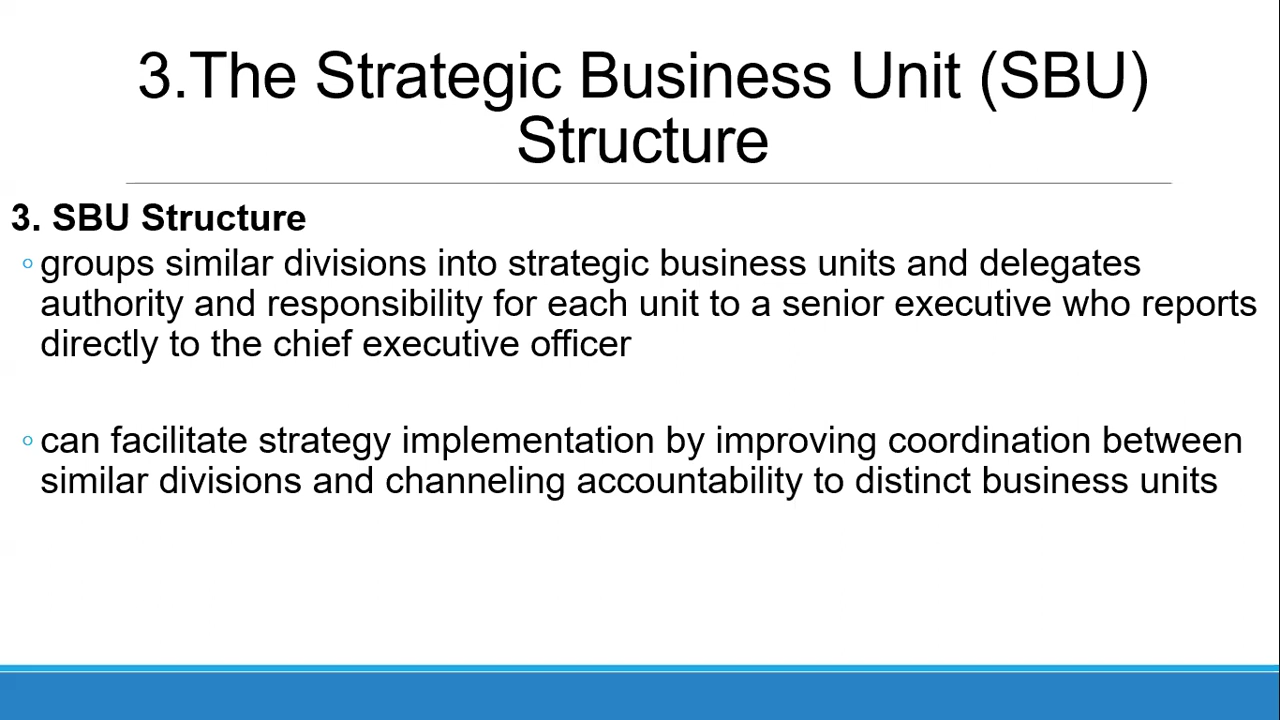 3.The Strategic Business Unit (SBU)
Structure
3. SBU Structure
◦ groups similar divisions into strategic business units and delegates
authority and responsibility for each unit to a senior executive who reports
directly to the chief executive officer
◦ can facilitate strategy implementation by improving coordination between
similar divisions and channeling accountability to distinct business units